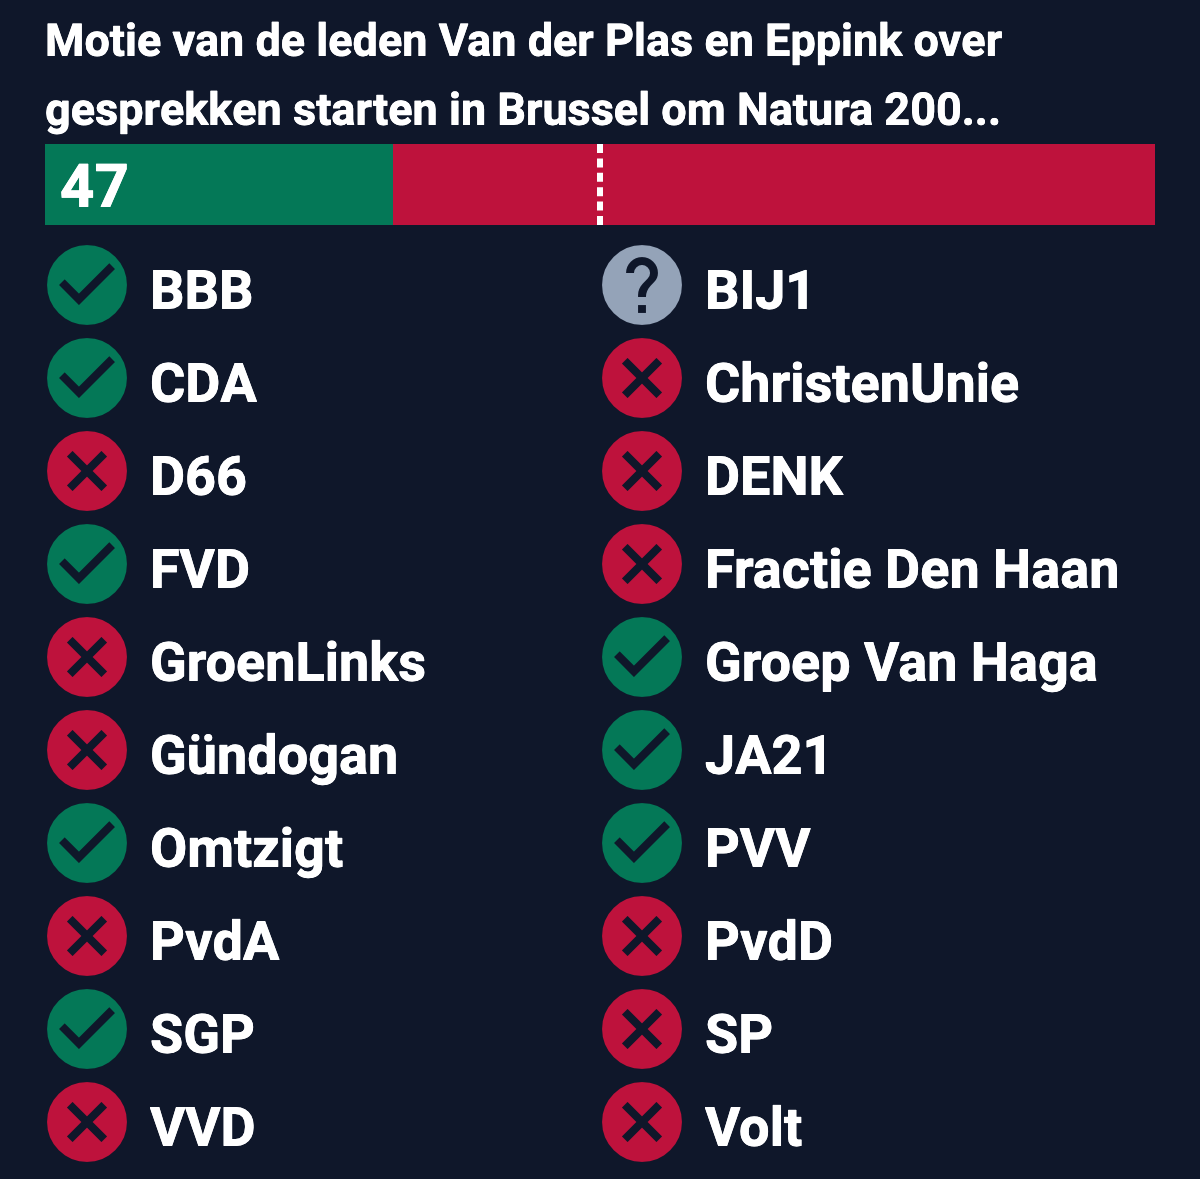 Motie van de leden Van der Plas en Eppink over
gesprekken starten in Brussel om Natura 200...
47
BBB
BIJ1
?
CDA
ChristenUnie
D66
DENK
FVD
Fractie Den Haan
GroenLinks
Groep Van Haga
Gündogan
JA21
Omtzigt
PVV
PvdA
PvdD
SGP
SP
VVD
Volt